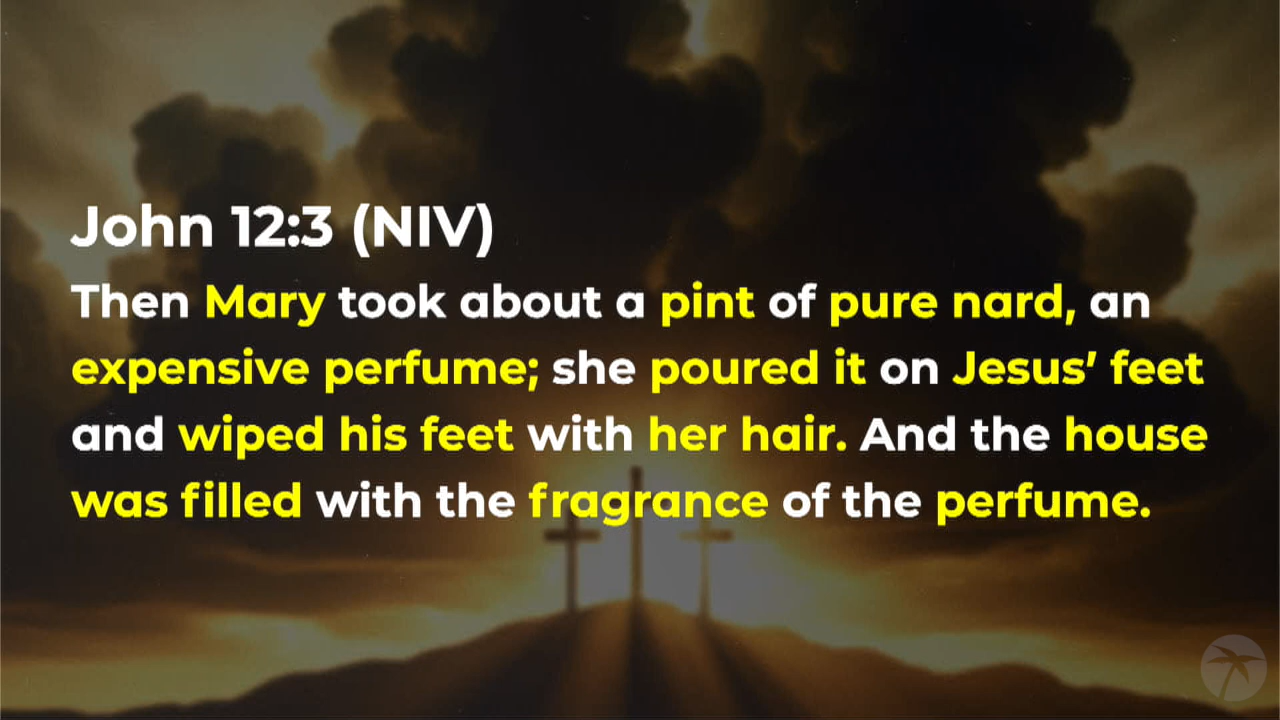 John 12:3 (NIV)
Then Mary took about a pint of pure nard, an
expensive perfume; she poured it on Jesus’ feet
and wiped his feet with her hair. And the house
was filled with the fragrance of the perfume.